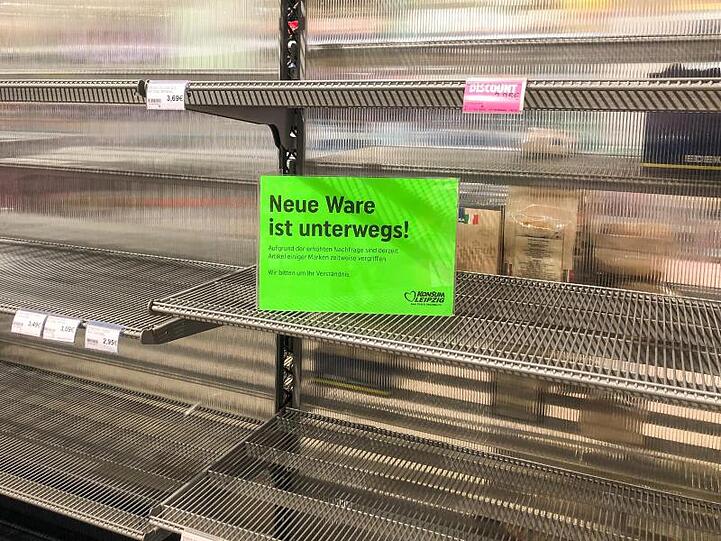 3,69€
DISCOUNT
Neue Ware
ist unterwegs!
Aufgrund der erhöhten Nachfrage sind derzeit
Artikel einiger Marken zeitweise vergriffen.
Wir bitten um Ihr Verständnis.
KONSUM
LEIPZIG
3,49€
3,09€
2,95€